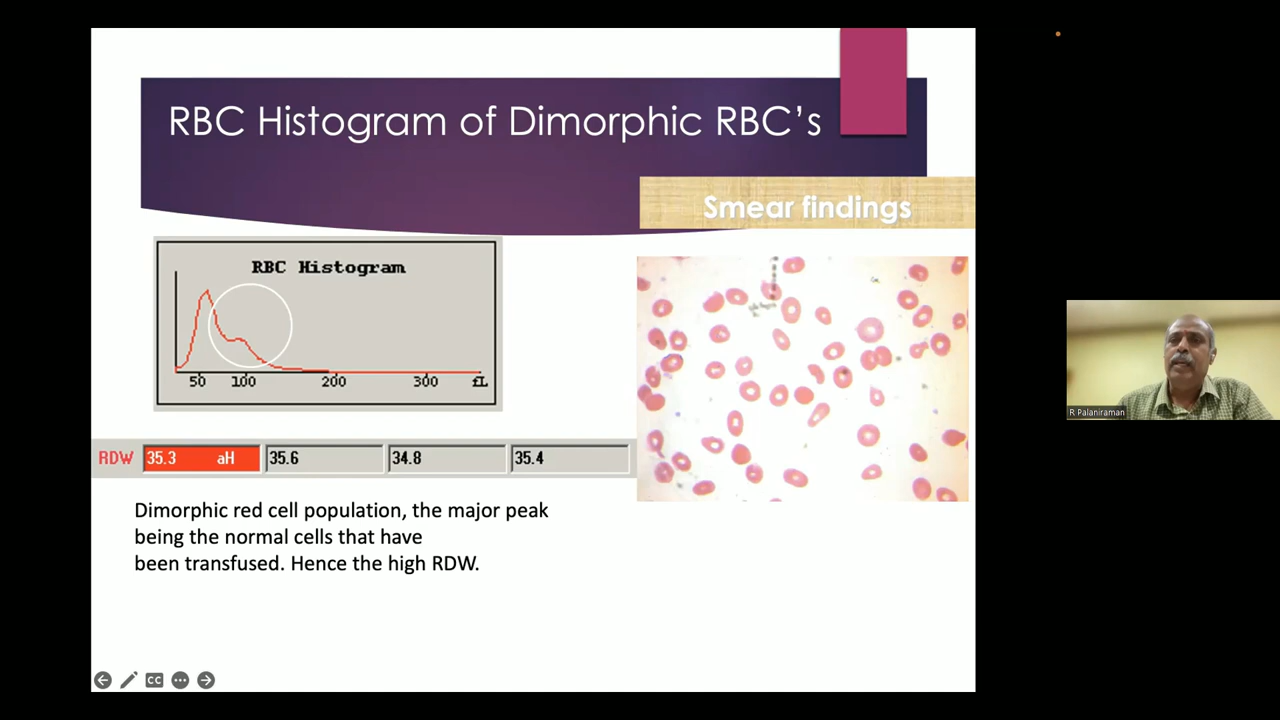 RBC Histogram of Dimorphic RBC's
Smear findings
RBC Histogram
50 100 200 300 fL
RDW 35.3 aH 35.6 34.8 35.4
Dimorphic red cell population, the major peak
being the normal cells that have
been transfused. Hence the high RDW.
R Palaniraman
CC